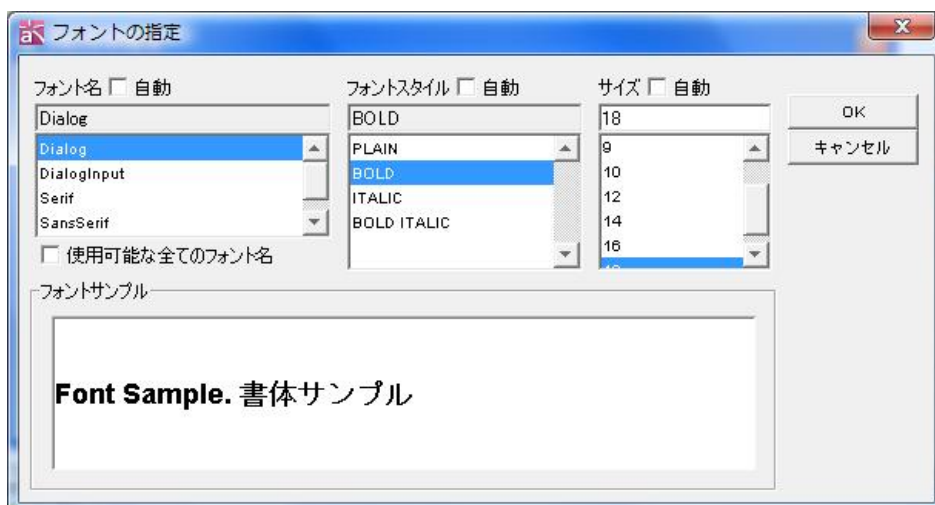 フォントの指定
フォント名 自動
フォントスタイル 自動
サイズ 自動
Dialog
BOLD
18
OK
キャンセル
Dialog
DialogInput
Serif
SansSerif
PLAIN
BOLD
ITALIC
BOLD ITALIC
9
10
12
14
16
18
使用可能な全てのフォント名
フォントサンプル
Font Sample. 書体サンプル